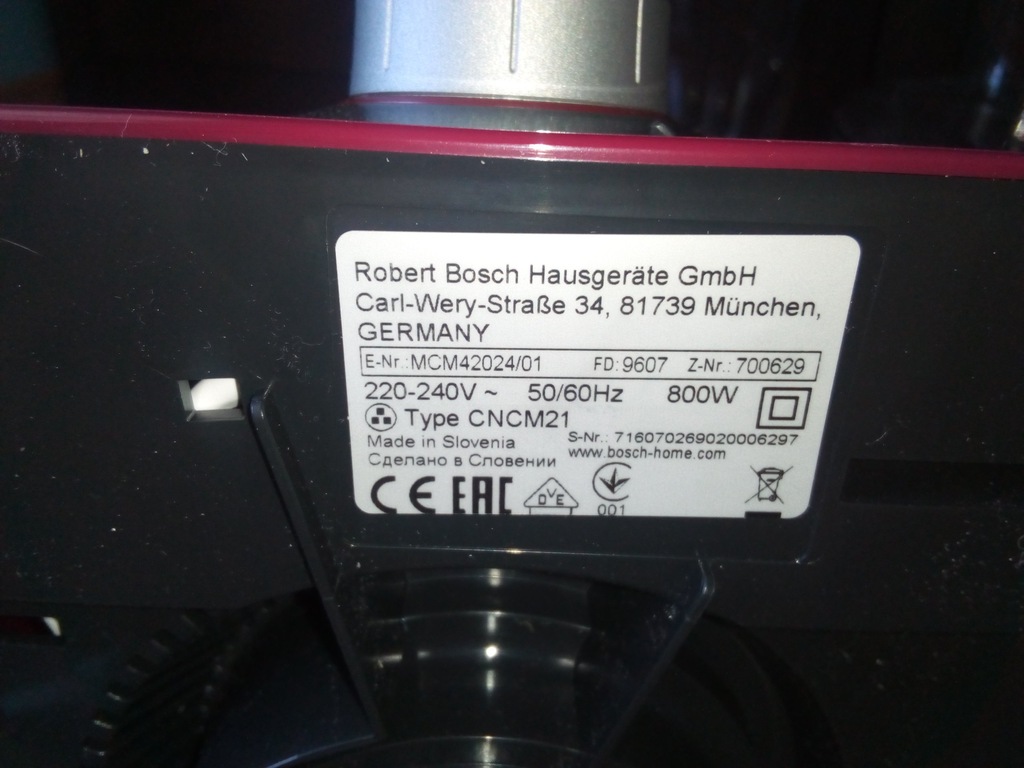 Robert Bosch Hausgeräte GmbH
Carl-Wery-Straße 34, 81739 München,
GERMANY
E-Nr.: MCM42024/01 FD: 9607 Z-Nr.: 700629
220-240V ~ 50/60Hz 800W
Type CNCM21
Made in Slovenia S-Nr.: 716070269020006297
Сделано в Словении www.bosch-home.com
CE EAC OVE 001